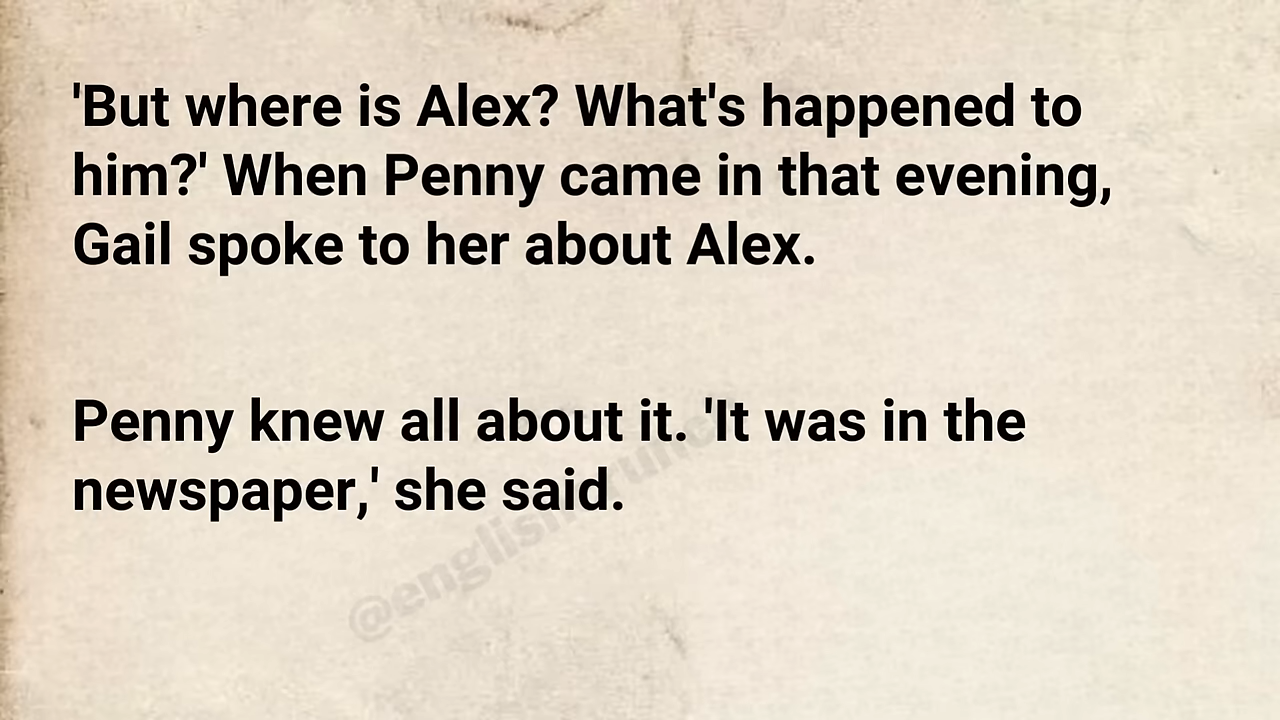 'But where is Alex? What's happened to
him?' When Penny came in that evening,
Gail spoke to her about Alex.
Penny knew all about it. 'It was in the
newspaper,' she said.